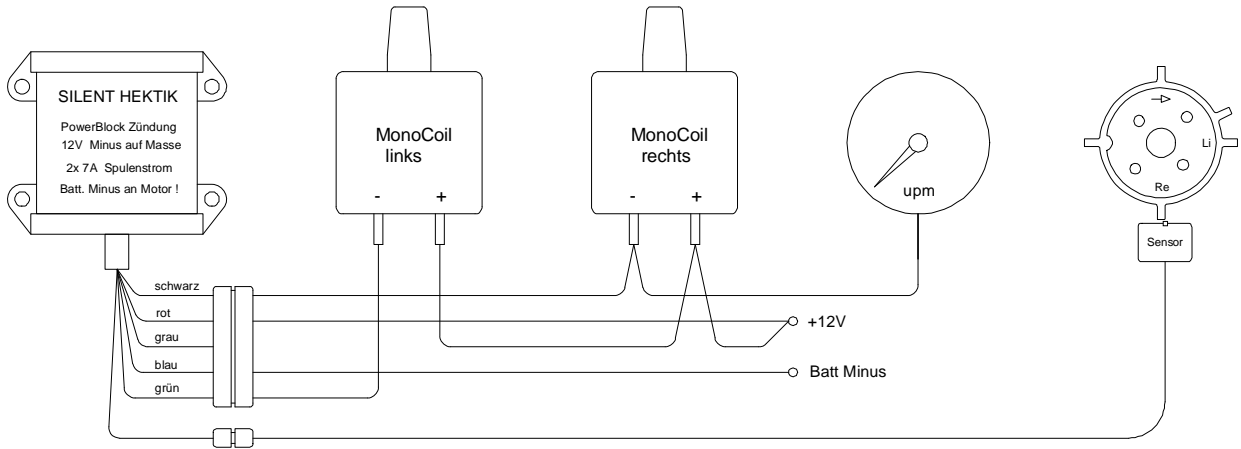 SILENT HEKTIK
PowerBlock Zündung
12V Minus auf Masse
2x 7A Spulenstrom
Batt. Minus an Motor !
MonoCoil
links
- +
MonoCoil
rechts
- +
upm
Li
Re
Sensor
schwarz
rot
grau
blau
grün
+12V
Batt Minus